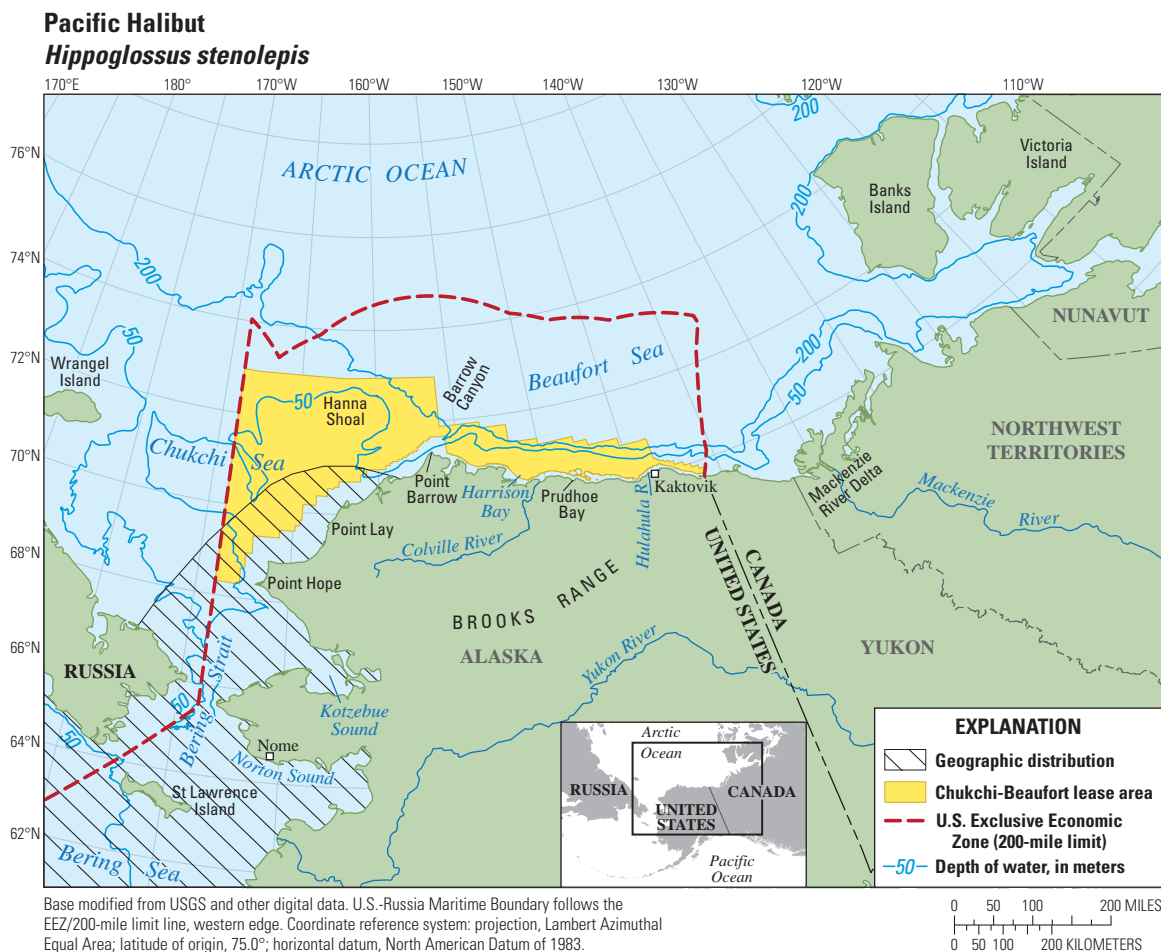 Pacific Halibut
Hippoglossus stenolepis
170°E
180°
170°W
160°W
150°W
140°W
130°W
120°W
110°W
76°N
74°N
72°N
70°N
68°N
66°N
64°N
62°N
ARCTIC OCEAN
200
200
Banks
Island
Victoria
Island
200
200
50
Wrangel
Island
Beaufort Sea
Barrow
Canyon
200
50
NUNAVUT
50
Hanna
Shoal
Chukchi Sea
NORTHWEST
TERRITORIES
Point
Barrow
Harrison
Bay
Prudhoe
Bay
Hulahula R.
Kaktovik
Mackenzie
River Delta
Mackenzie River
Point Lay
Colville River
Point Hope
BROOKS RANGE
CANADA
UNITED STATES
ALASKA
YUKON
Yukon River
RUSSIA
Bering Strait
50
50
Kotzebue
Sound
Nome
Norton Sound
St Lawrence
Island
Bering Sea
Arctic
Ocean
RUSSIA
UNITED
STATES
CANADA
Pacific
Ocean
EXPLANATION
Geographic distribution
Chukchi-Beaufort lease area
U.S. Exclusive Economic
Zone (200-mile limit)
50 Depth of water, in meters
Base modified from USGS and other digital data. U.S.-Russia Maritime Boundary follows the
EEZ/200-mile limit line, western edge. Coordinate reference system: projection, Lambert Azimuthal
Equal Area; latitude of origin, 75.0°; horizontal datum, North American Datum of 1983.
0 50 100 200 MILES
0 50 100 200 KILOMETERS